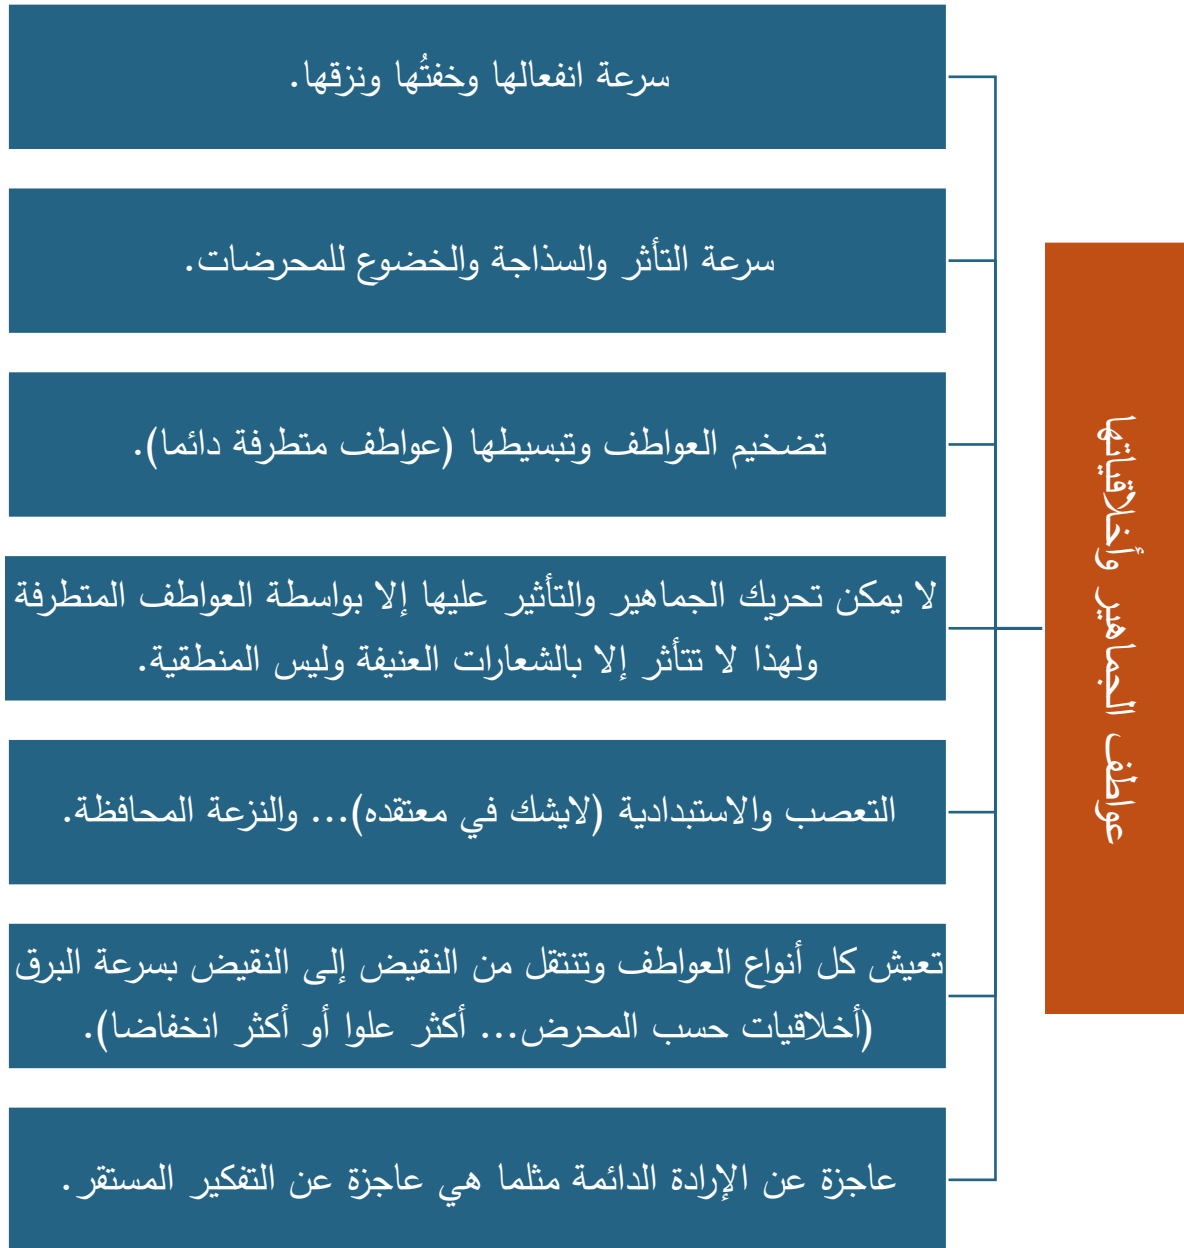 عواطف الجماهير وأخلاقياتها
سرعة انفعالها وخفتُها ونزقها.
سرعة التأثر والسذاجة والخضوع للمحرضات.
تضخيم العواطف وتبسيطها (عواطف متطرفة دائما).
لا يمكن تحريك الجماهير والتأثير عليها إلا بواسطة العواطف المتطرفة
ولهذا لا تتأثر إلا بالشعارات العنيفة وليس المنطقية.
التعصب والاستبدادية (لايشك في معتقده)... والنزعة المحافظة.
تعيش كل أنواع العواطف وتنتقل من النقيض إلى النقيض بسرعة البرق
(أخلاقيات حسب المحرض... أكثر علوا أو أكثر انخفاضا).
عاجزة عن الإرادة الدائمة مثلما هي عاجزة عن التفكير المستقر.